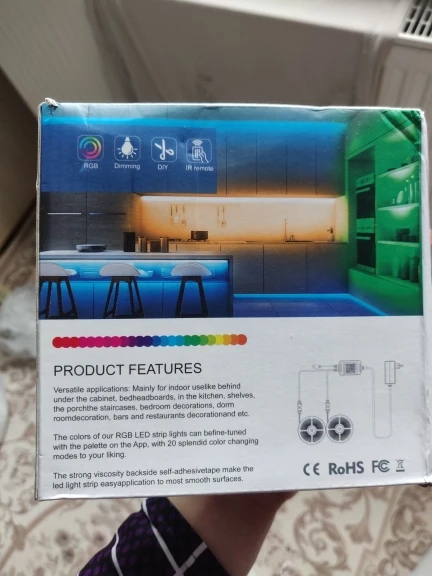 RGB
Dimming
DIY
IR remote
PRODUCT FEATURES
Versatile applications: Mainly for indoor uselike behind
under the cabinet, bedheadboards, in the kitchen, shelves,
the porchthe staircases, bedroom decorations, dorm
roomdecoration, bars and restaurants decorationand etc.
The colors of our RGB LED strip lights can befine-tuned
with the palette on the App, with 20 splendid color changing
modes to your liking.
The strong viscosity backside self-adhesivetape make the
led light strip easyapplication to most smooth surfaces.
CE RoHS FC